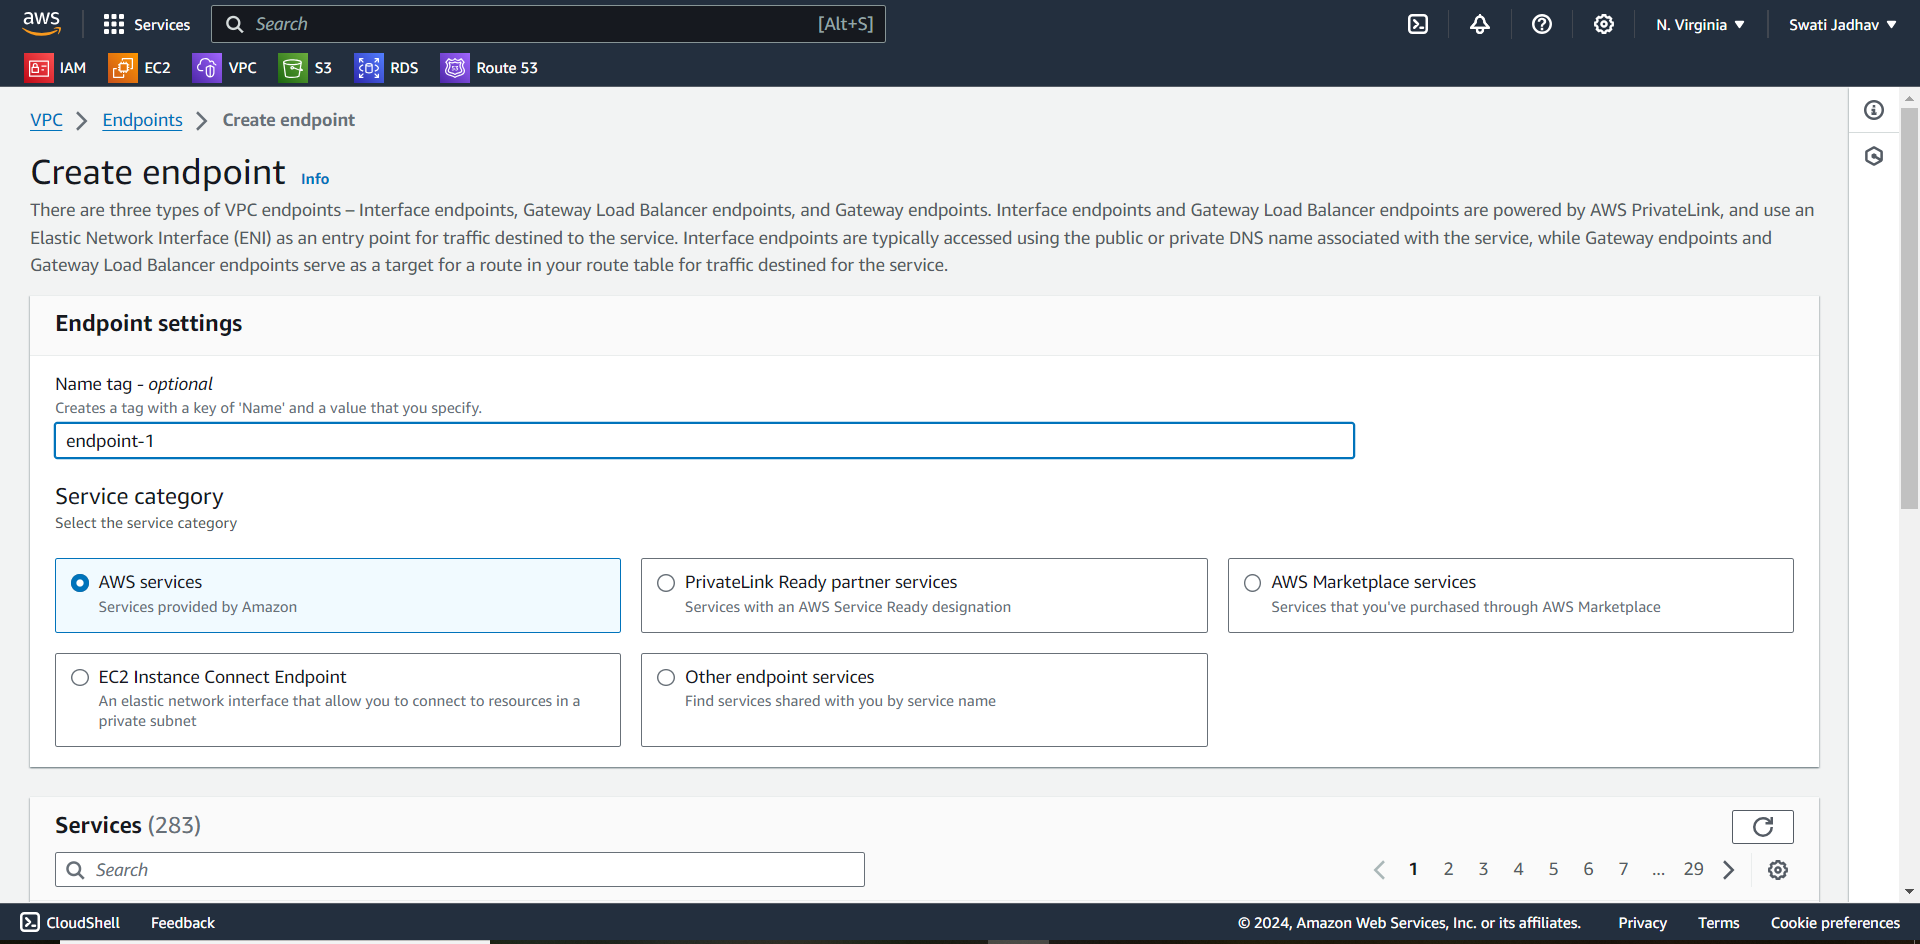 aws
Services
Search
[Alt+S]
N. Virginia
Swati Jadhav
IAM
EC2
VPC
S3
RDS
Route 53
VPC
Endpoints
Create endpoint
Create endpoint Info
There are three types of VPC endpoints – Interface endpoints, Gateway Load Balancer endpoints, and Gateway endpoints. Interface endpoints and Gateway Load Balancer endpoints are powered by AWS PrivateLink, and use an
Elastic Network Interface (ENI) as an entry point for traffic destined to the service. Interface endpoints are typically accessed using the public or private DNS name associated with the service, while Gateway endpoints and
Gateway Load Balancer endpoints serve as a target for a route in your route table for traffic destined for the service.
Endpoint settings
Name tag - optional
Creates a tag with a key of 'Name' and a value that you specify.
endpoint-1
Service category
Select the service category
AWS services
Services provided by Amazon
PrivateLink Ready partner services
Services with an AWS Service Ready designation
AWS Marketplace services
Services that you've purchased through AWS Marketplace
EC2 Instance Connect Endpoint
An elastic network interface that allow you to connect to resources in a
private subnet
Other endpoint services
Find services shared with you by service name
Services (283)
Search
1 2 3 4 5 6 7 ... 29
CloudShell
Feedback
© 2024, Amazon Web Services, Inc. or its affiliates.
Privacy
Terms
Cookie preferences